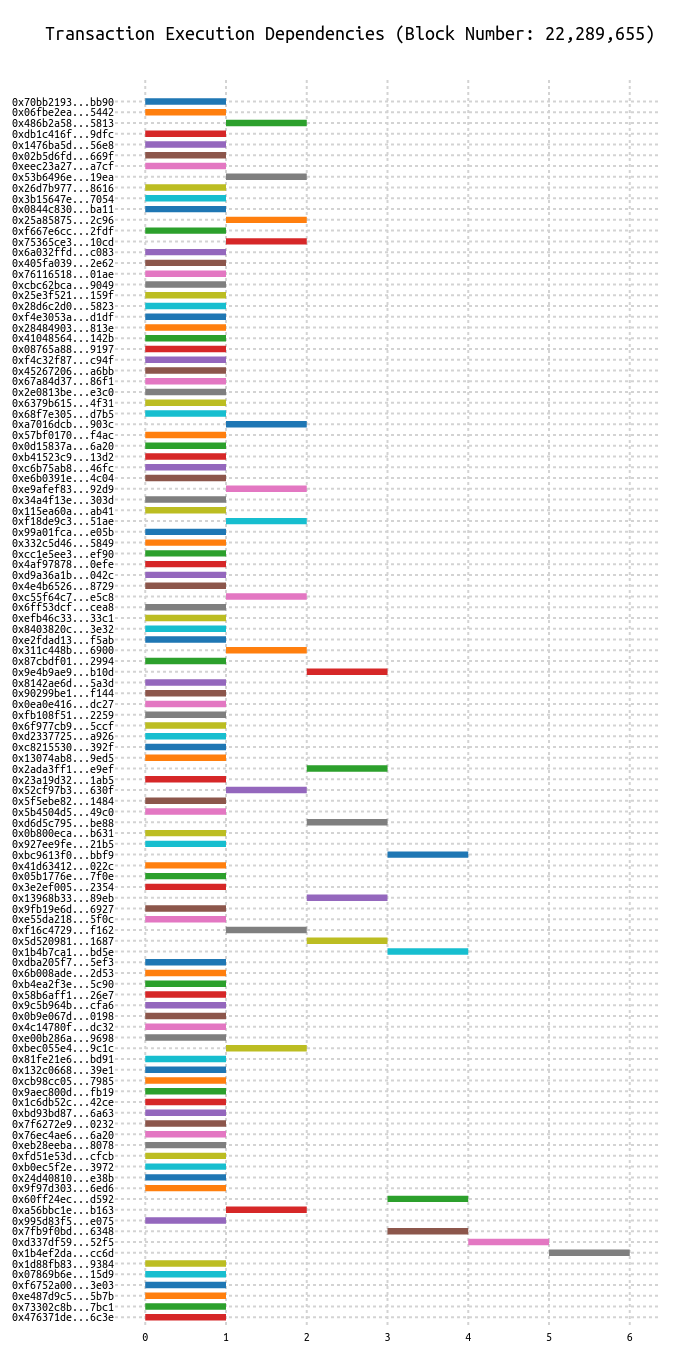 Transaction Execution Dependencies (Block Number: 22,289,655)
0x70bb2193...bb90
0x06fbe2ea...5442
0x486b2a58...5813
0xdb1c416f...9dfc
0x1476ba5d...56e8
0x02b5d6fd...669f
0xeec23a27...a7cf
0x53b6496e...19ea
0x26d7b977...8616
0x3b15647e...7054
0x0844c830...ba11
0x25a85875...2c96
0xf667e6cc...2fdf
0x75365ce3...10cd
0x6a032ffd...c083
0x405fa039...2e62
0x76116518...01ae
0xcbc62bca...9049
0x25e3f521...159f
0x28d6c2d0...5823
0xf4e3053a...d1df
0x28484903...813e
0x41048564...142b
0x08765a88...9197
0xf4c32f87...c94f
0x45267206...a6bb
0x67a84d37...86f1
0x2e0813be...e3c0
0x6379b615...4f31
0x68f7e305...d7b5
0xa7016dcb...903c
0x57bf0170...f4ac
0x0d15837a...6a20
0xb41523c9...13d2
0xc6b75ab8...46fc
0xe6b0391e...4c04
0xe9afef83...92d9
0x34a4f13e...303d
0x115ea60a...ab41
0xf18de9c3...51ae
0x99a01fca...e05b
0x332c5d46...5849
0xcc1e5ee3...ef90
0x4af97878...0efe
0xd9a36a1b...042c
0x4e4b6526...8729
0xc55f64c7...e5c8
0x6ff53dcf...cea8
0xefb46c33...33c1
0x8403820c...3e32
0xe2fdad13...f5ab
0x311c448b...6900
0x87cbdf01...2994
0x9e4b9ae9...b10d
0x8142ae6d...5a3d
0x90299be1...f144
0x0ea0e416...dc27
0xfb108f51...2259
0x6f977cb9...5ccf
0xd2337725...a926
0xc8215530...392f
0x13074ab8...9ed5
0x2ada3ff1...e9ef
0x23a19d32...1ab5
0x52cf97b3...630f
0x5f5ebe82...1484
0x5b4504d5...49c0
0xd6d5c795...be88
0x0b800eca...b631
0x927ee9fe...21b5
0xbc9613f0...bbf9
0x41d63412...022c
0x05b1776e...7f0e
0x3e2ef005...2354
0x13968b33...89eb
0x9fb19e6d...6927
0xe55da218...5f0c
0xf16c4729...f162
0x5d520981...1687
0x1b4b7ca1...bd5e
0xdba205f7...5ef3
0x6b008ade...2d53
0xb4ea2f3e...5c90
0x58b6aff1...26e7
0x9c5b964b...cfa6
0x0b9e067d...0198
0x4c14780f...dc32
0xe00b286a...9698
0xbec055e4...9c1c
0x81fe21e6...bd91
0x132c0668...39e1
0xcb98cc05...7985
0x9aec800d...fb19
0x1c6db52c...42ce
0xbd93bd87...6a63
0x7f6272e9...0232
0x76ec4ae6...6a20
0xeb28eeba...8078
0xfd51e53d...cfcb
0xb0ec5f2e...3972
0x24d40810...e38b
0x9f97d303...6ed6
0x60ff24ec...d592
0xa56bbc1e...b163
0x995d83f5...e075
0x7fb9f0bd...6348
0xd337df59...52f5
0x1b4ef2da...cc6d
0x1d88fb83...9384
0x07869b6e...15d9
0xf6752a00...3e03
0xe487d9c5...5b7b
0x73302c8b...7bc1
0x476371de...6c3e
0 1 2 3 4 5 6